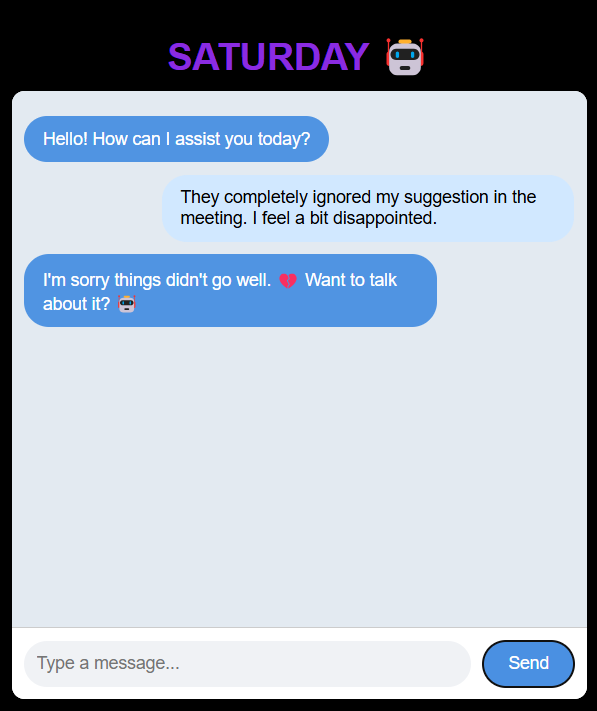 SATURDAY 🤖
Hello! How can I assist you today?
They completely ignored my suggestion in the
meeting. I feel a bit disappointed.
I'm sorry things didn't go well. 💔 Want to talk
about it? 🤖
Type a message...
Send